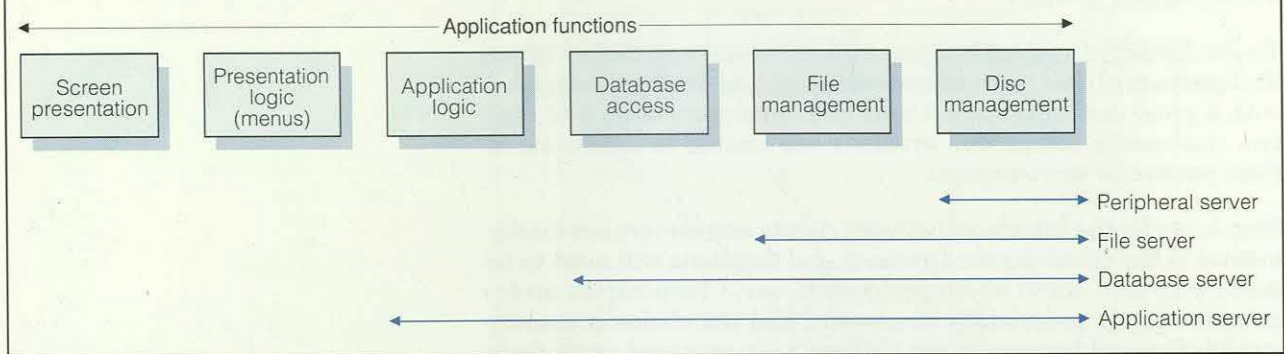 Application functions
Screen
presentation
Presentation
logic
(menus)
Application
logic
Database
access
File
management
Disc
management
Peripheral server
File server
Database server
Application server